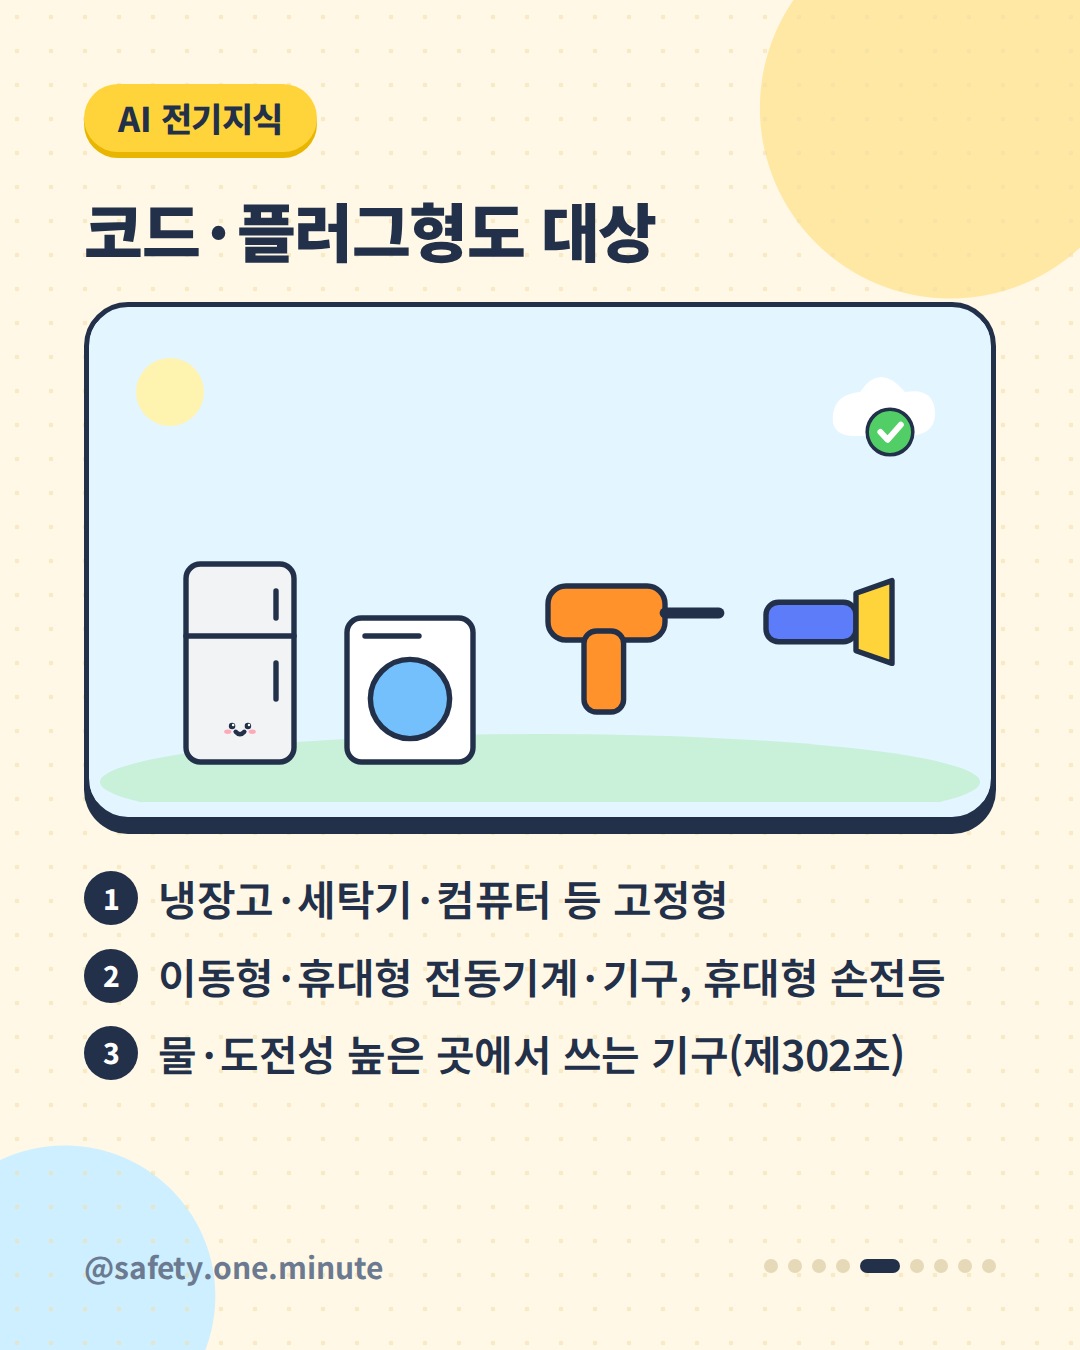 AI 전기지식
코드·플러그형도 대상
1 냉장고·세탁기·컴퓨터 등 고정형
2 이동형·휴대형 전동기계·기구, 휴대형 손전등
3 물·도전성 높은 곳에서 쓰는 기구(제302조)
@safety.one.minute